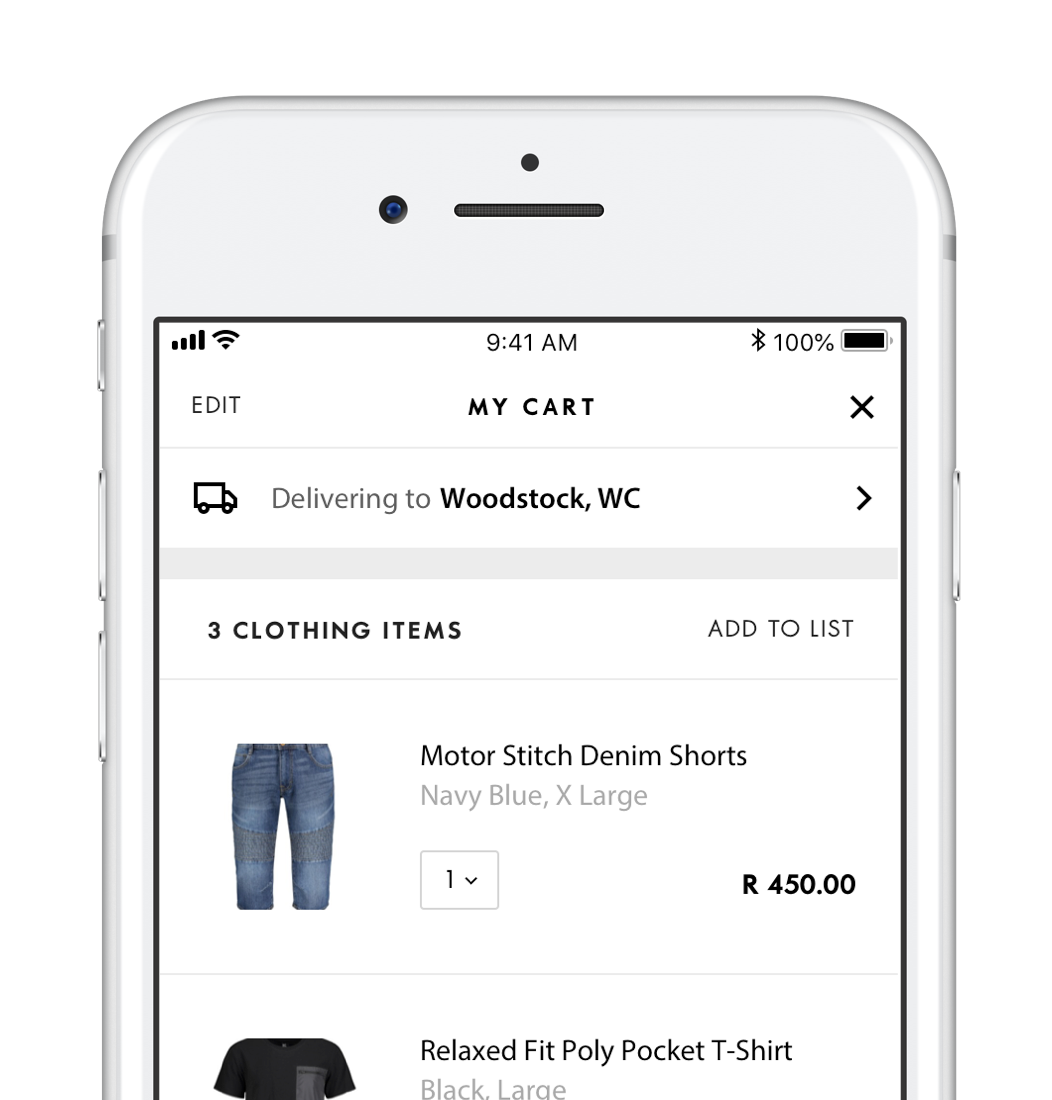 9:41 AM 100%
EDIT MY CART
Delivering to Woodstock, WC
3 CLOTHING ITEMS ADD TO LIST
Motor Stitch Denim Shorts
Navy Blue, X Large
1
R 450.00
Relaxed Fit Poly Pocket T-Shirt
Black, Large